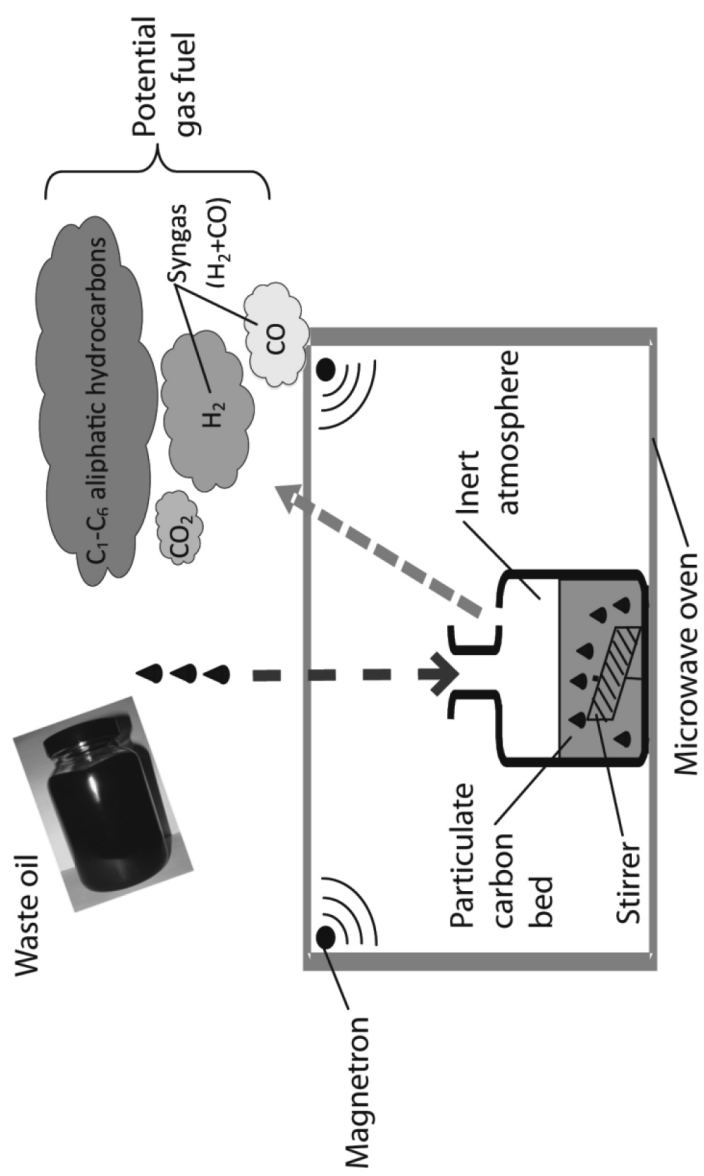 Waste oil
C₁-C₆ aliphatic hydrocarbons
CO₂
H₂
CO
Syngas
(H₂+CO)
Potential
gas fuel
Magnetron
Particulate
carbon
bed
Stirrer
Inert
atmosphere
Microwave oven